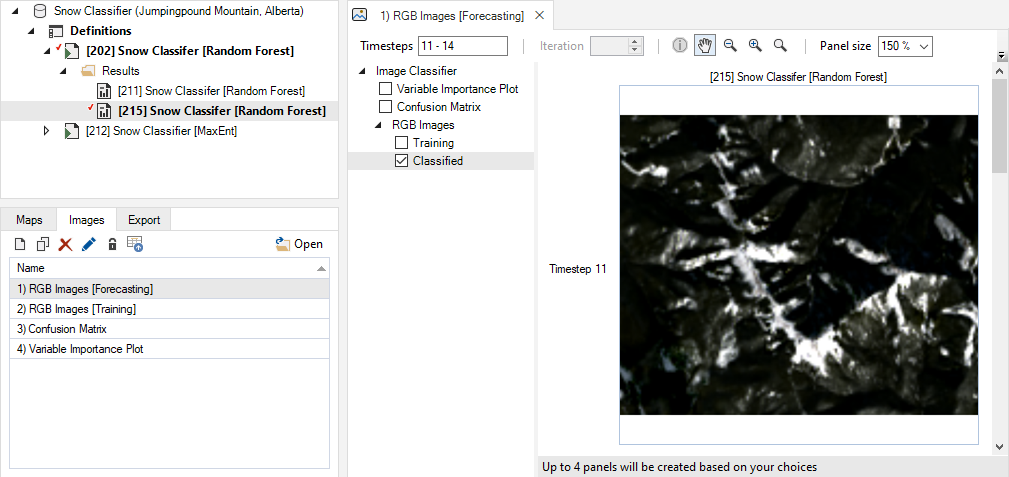 Snow Classifier (Jumpingpound Mountain, Alberta)
Definitions
[202] Snow Classifer [Random Forest]
Results
[211] Snow Classifer [Random Forest]
[215] Snow Classifer [Random Forest]
[212] Snow Classifier [MaxEnt]
Maps Images Export
Open
Name
1) RGB Images [Forecasting]
2) RGB Images [Training]
3) Confusion Matrix
4) Variable Importance Plot
1) RGB Images [Forecasting]
Timesteps 11 - 14 Iteration Panel size 150 %
Image Classifier
Variable Importance Plot
Confusion Matrix
RGB Images
Training
Classified
[215] Snow Classifer [Random Forest]
Timestep 11
Up to 4 panels will be created based on your choices